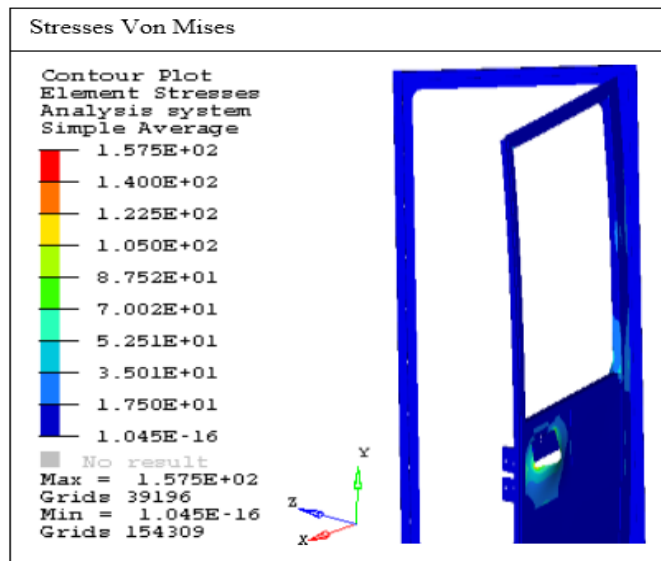 Stresses Von Mises
Contour Plot
Element Stresses
Analysis system
Simple Average
1.575E+02
1.400E+02
1.225E+02
1.050E+02
8.752E+01
7.002E+01
5.251E+01
3.501E+01
1.750E+01
1.045E-16
No result
Max = 1.575E+02
Grids 39196
Min = 1.045E-16
Grids 154309
Y
Z
X